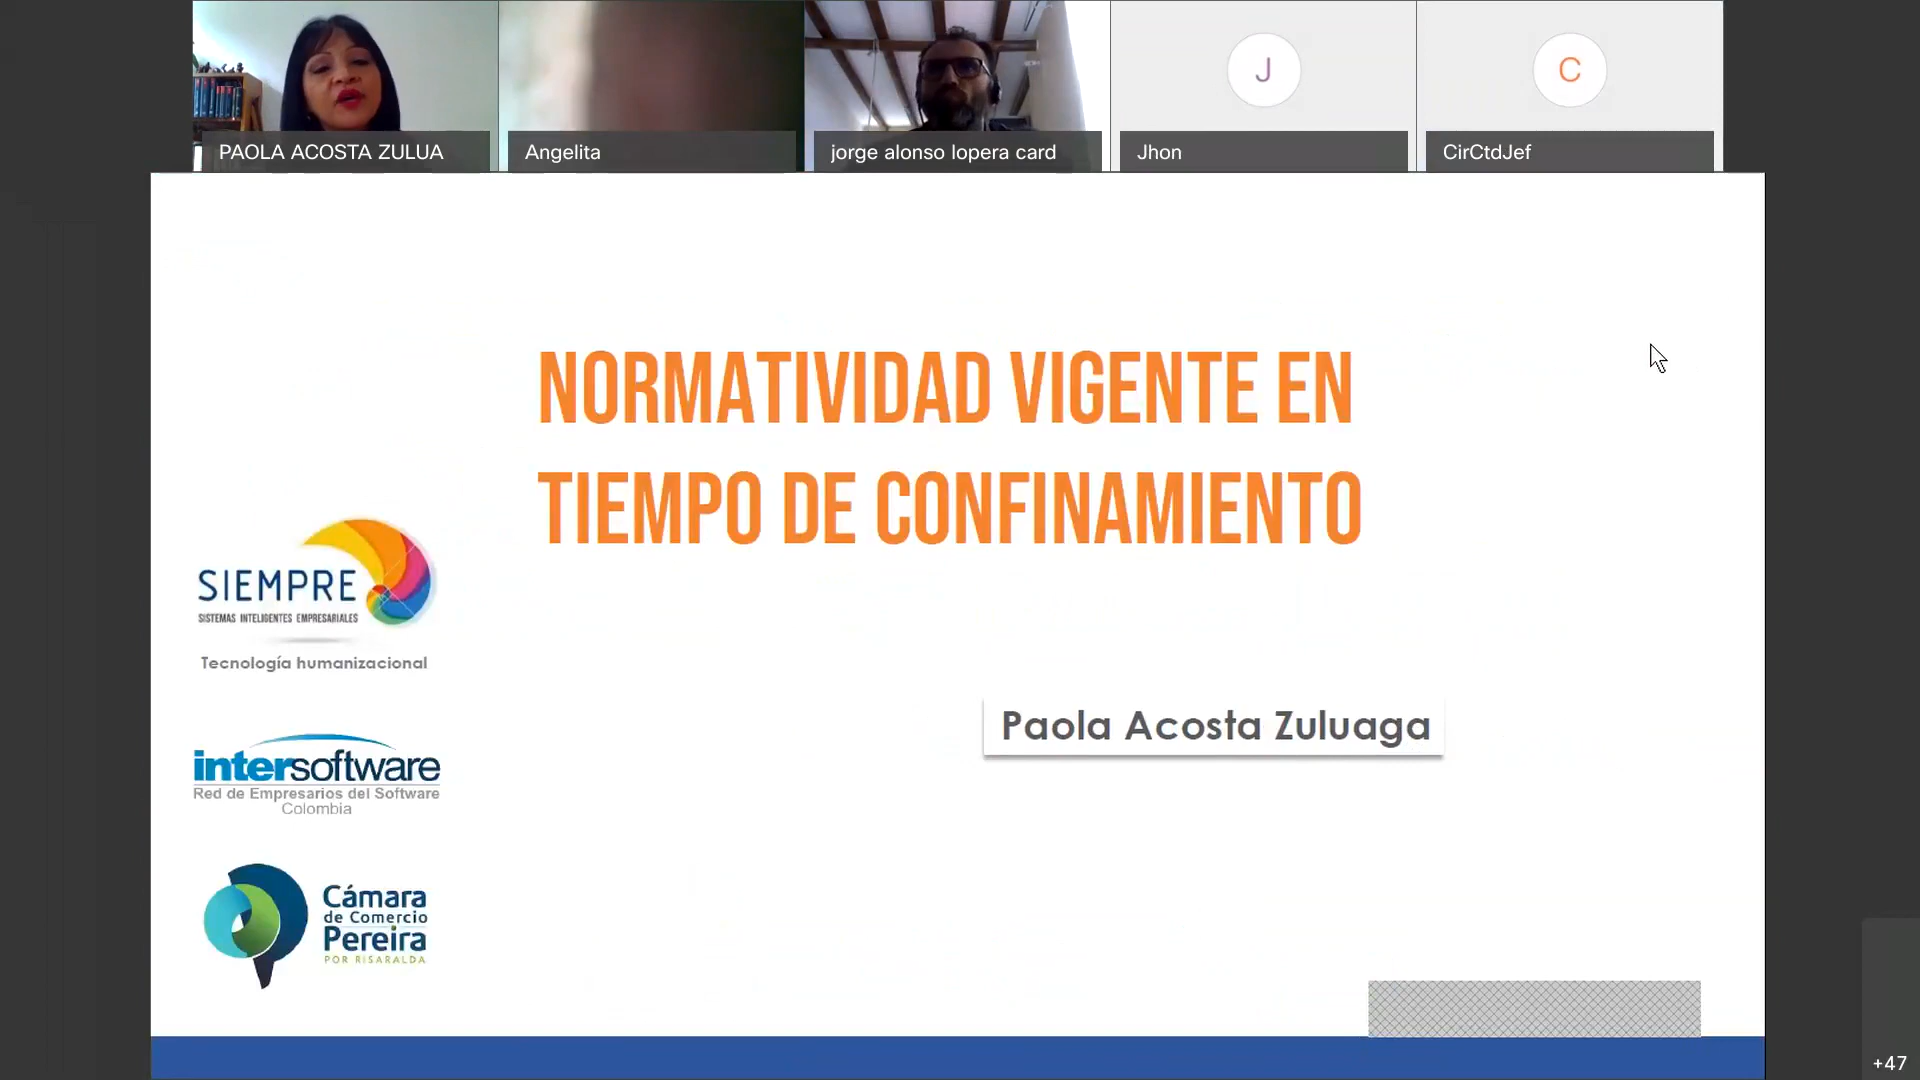 PAOLA ACOSTA ZULUA
Angelita
jorge alonso lopera card
J
Jhon
C
CirCtdJef
NORMATIVIDAD VIGENTE EN
TIEMPO DE CONFINAMIENTO
SIEMPRE
SISTEMAS INTELIGENTES EMPRESARIALES
Tecnología humanizacional
Paola Acosta Zuluaga
intersoftware
Red de Empresarios del Software
Colombia
Cámara
de Comercio
Pereira
POR RISARALDA
+47